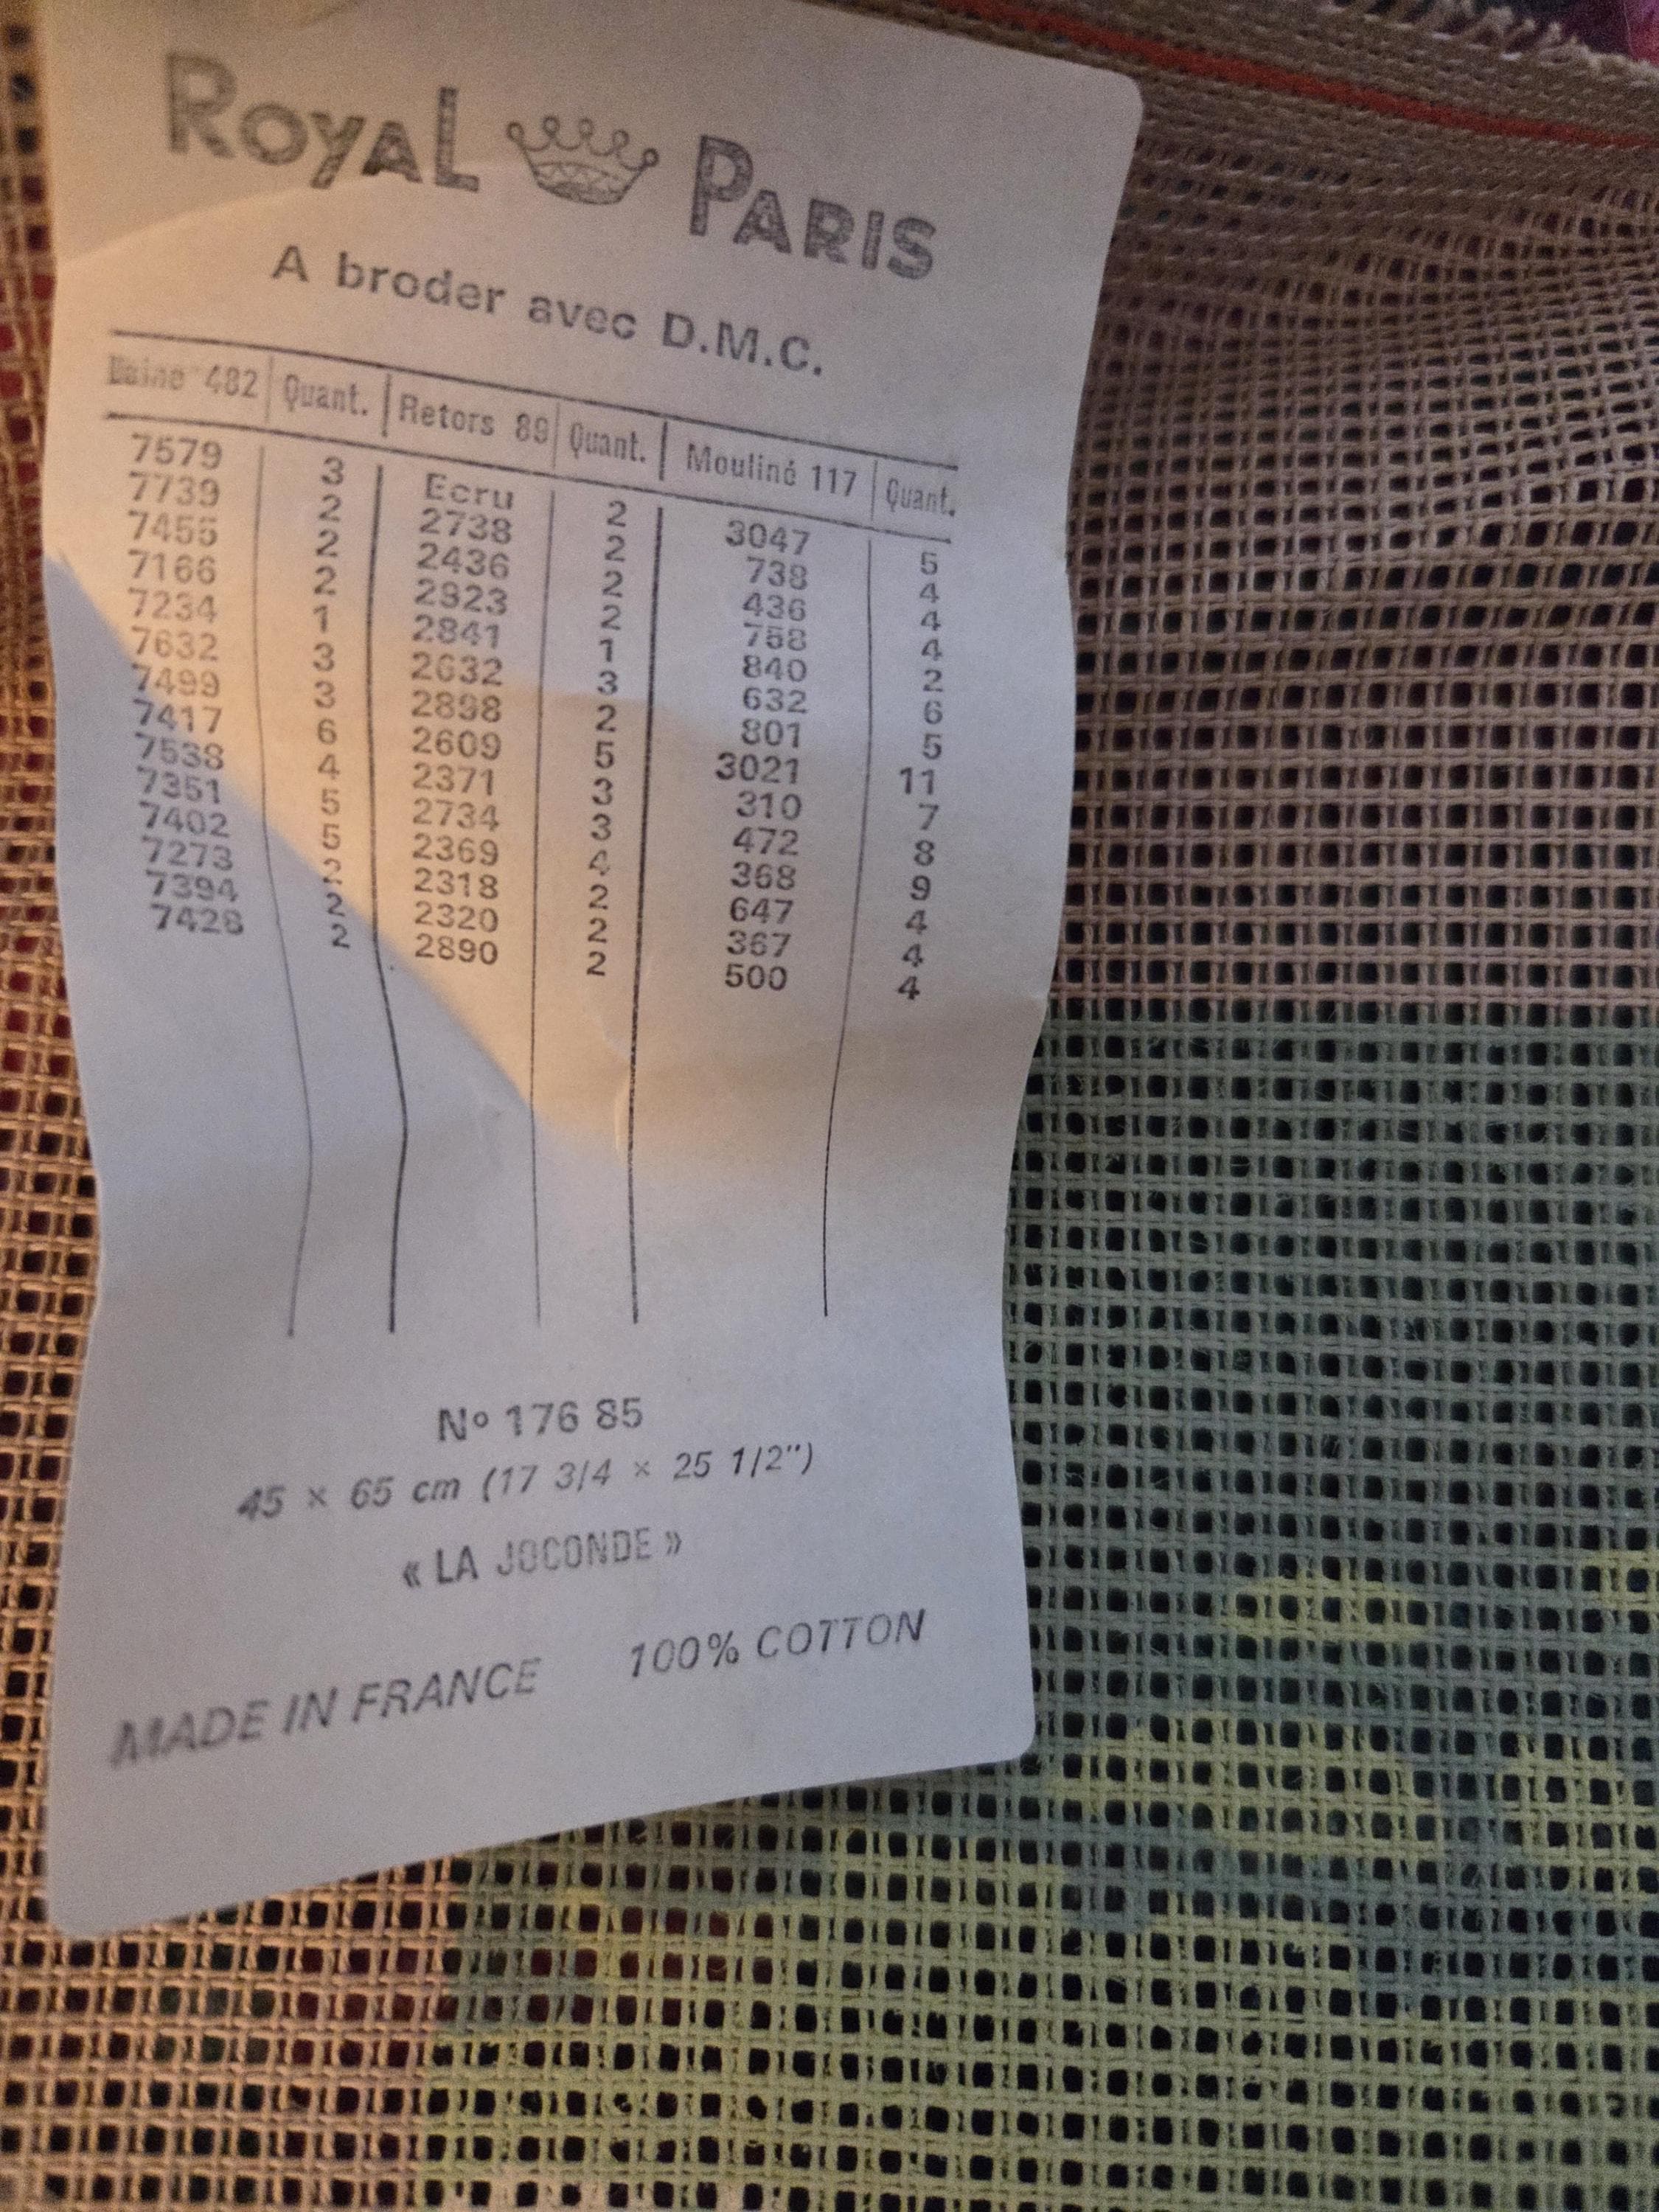 ROYAL PARIS
A broder avec D.M.C.
Laine 482 Quant. Retors 89 Quant. Mouliné 117 Quant.
7579 3 Ecru 2 3047 5
7739 2 2738 2 738 4
7455 2 2436 2 436 4
7166 2 2923 2 758 4
7234 1 2841 1 840 2
7632 3 2632 3 632 6
7499 3 2898 2 801 5
7417 6 2609 5 3021 11
7538 4 2371 3 310 7
7351 5 2734 3 472 8
7402 5 2369 4 368 9
7273 2 2318 2 647 4
7394 2 2320 2 367 4
7428 2 2890 2 500 4
Nº 176 85
45 × 65 cm (17 3/4 × 25 1/2")
« LA JOCONDE »
MADE IN FRANCE 100% COTTON